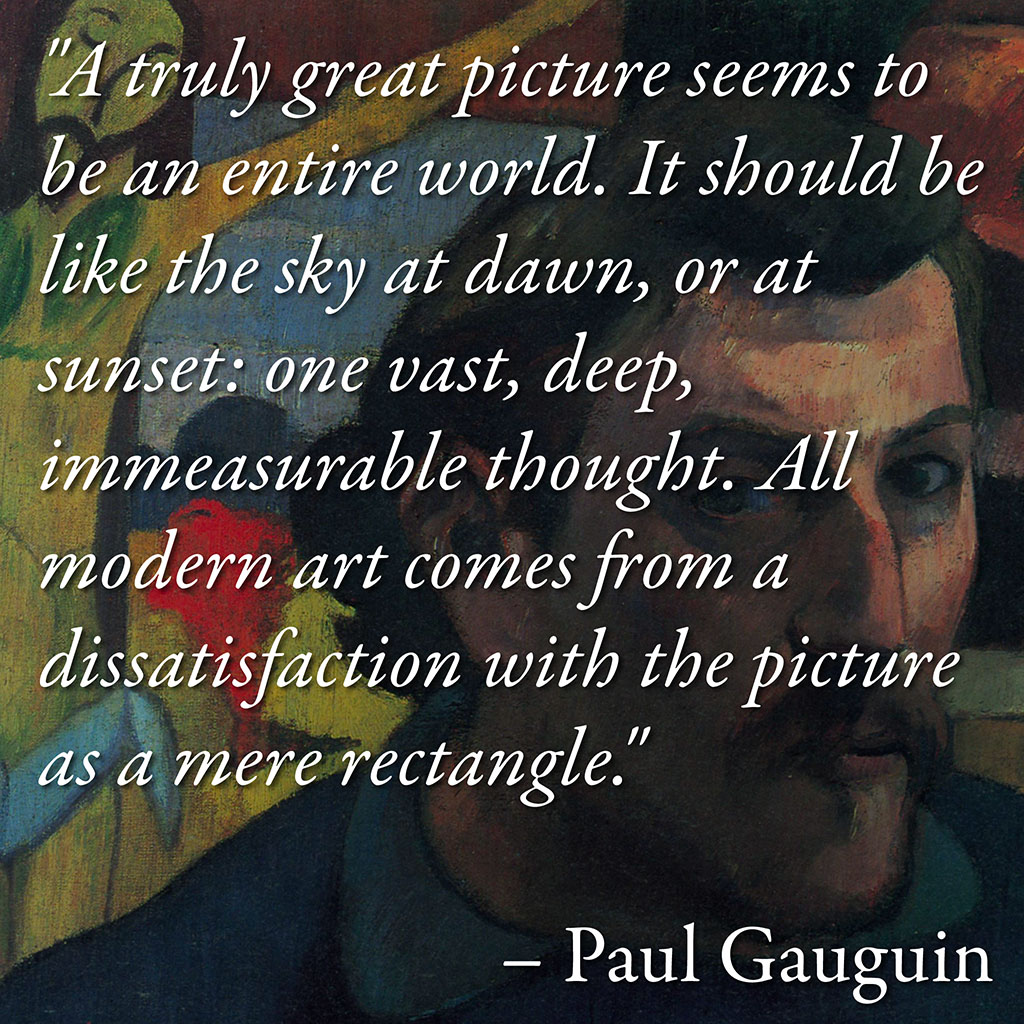 "A truly great picture seems to
be an entire world. It should be
like the sky at dawn, or at
sunset: one vast, deep,
immeasurable thought. All
modern art comes from a
dissatisfaction with the picture
as a mere rectangle."
– Paul Gauguin